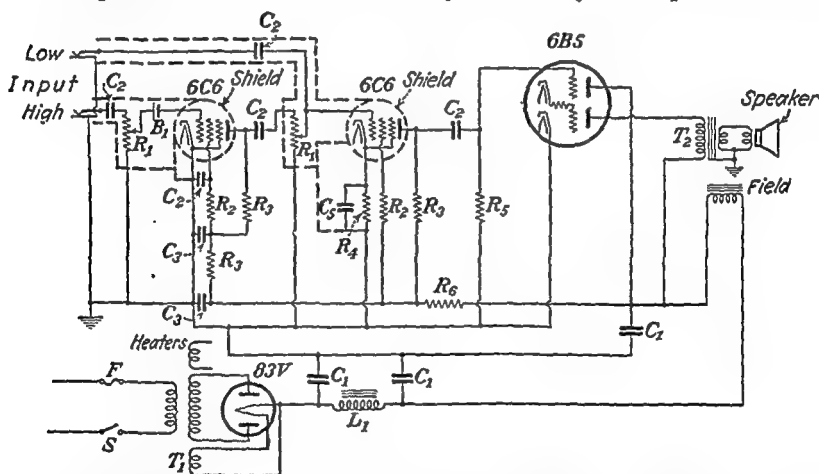 C₂
6B5
Low
Input
High
C₂
6C6
Shield
C₂
6C6
Shield
C₂
Speaker
T₂
R₁
B₁
R₁
C₂
R₂
R₃
C₅
R₄
R₂
R₃
R₅
Field
C₃
R₃
C₃
R₆
C₁
Heaters
83V
F
C₁
C₁
L₁
S
T₁